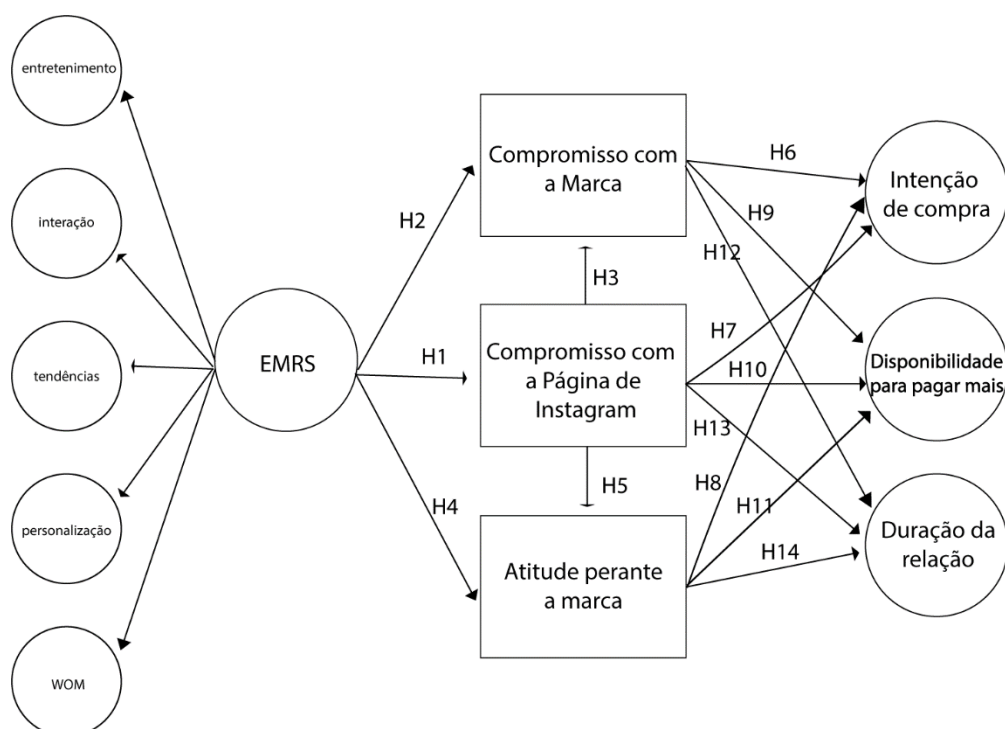 entretenimento
interação
tendências
personalização
WOM
EMRS
H2
H1
H4
Compromisso com
a Marca
H3
Compromisso com
a Página de
Instagram
H5
Atitude perante
a marca
H6
H9
H12
H7
H10
H13
H8
H11
H14
Intenção
de compra
Disponibilidade
para pagar mais
Duração da
relação